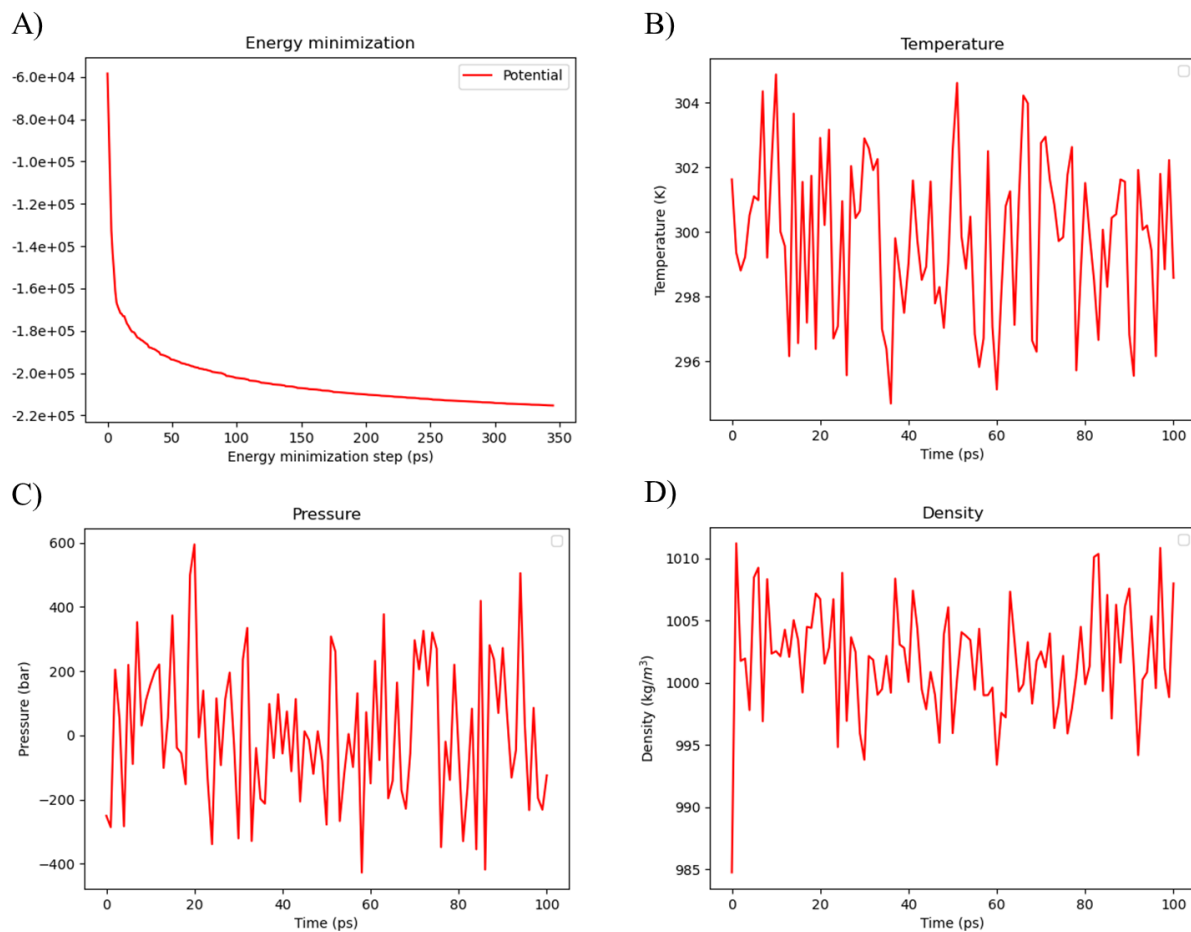 A)
Energy minimization
-6.0e+04
-8.0e+04
-1.0e+05
-1.2e+05
-1.4e+05
-1.6e+05
-1.8e+05
-2.0e+05
-2.2e+05
Potential
0 50 100 150 200 250 300 350
Energy minimization step (ps)
B)
Temperature
304
302
300
298
296
Temperature (K)
0 20 40 60 80 100
Time (ps)
C)
Pressure
600
400
200
0
−200
−400
Pressure (bar)
0 20 40 60 80 100
Time (ps)
D)
Density
1010
1005
1000
995
990
985
Density (kg/m³)
0 20 40 60 80 100
Time (ps)